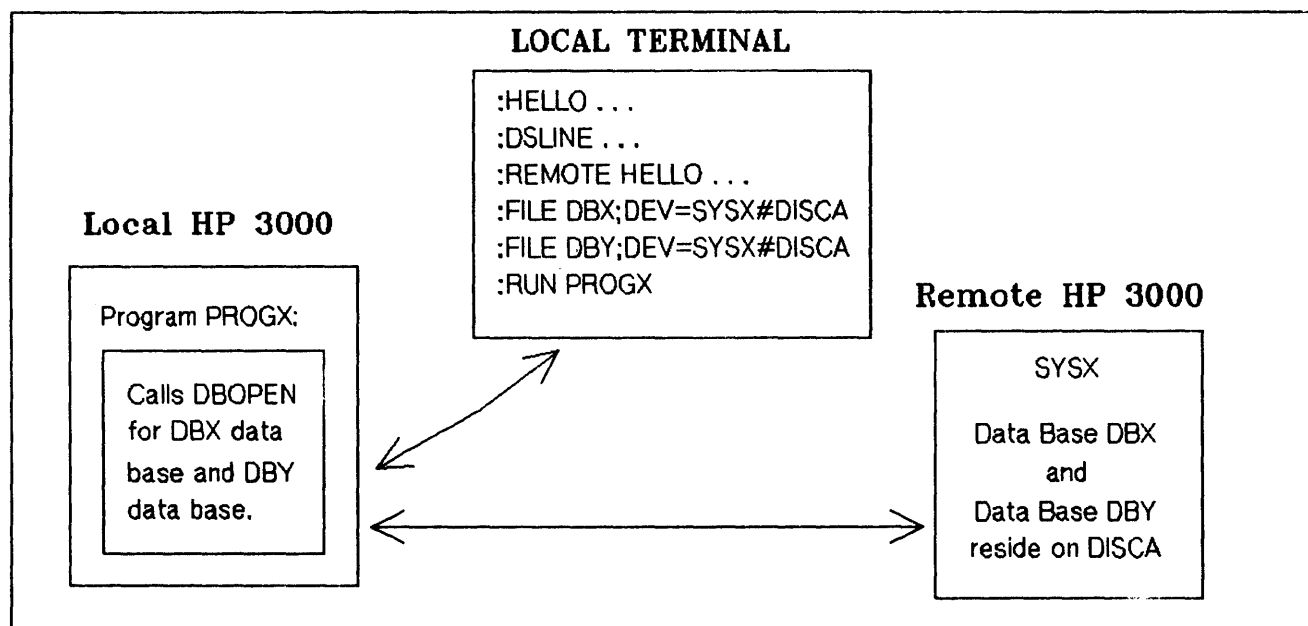 LOCAL TERMINAL
:HELLO . . .
:DSLINE . . .
:REMOTE HELLO . . .
:FILE DBX;DEV=SYSX#DISCA
:FILE DBY;DEV=SYSX#DISCA
:RUN PROGX
Local HP 3000
Program PROGX:
Calls DBOPEN
for DBX data
base and DBY
data base.
Remote HP 3000
SYSX
Data Base DBX
and
Data Base DBY
reside on DISCA